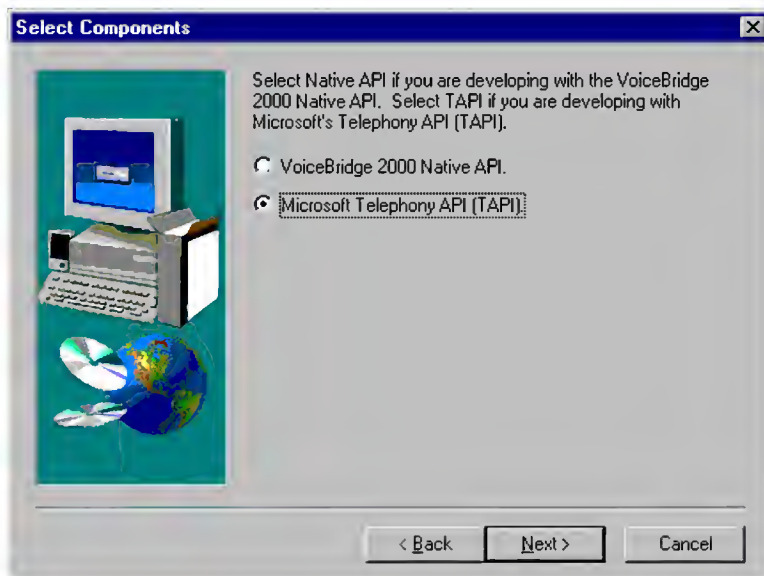 Select Components
Select Native API if you are developing with the VoiceBridge
2000 Native API. Select TAPI if you are developing with
Microsoft's Telephony API (TAPI).
VoiceBridge 2000 Native API.
Microsoft Telephony API (TAPI).
< Back
Next >
Cancel